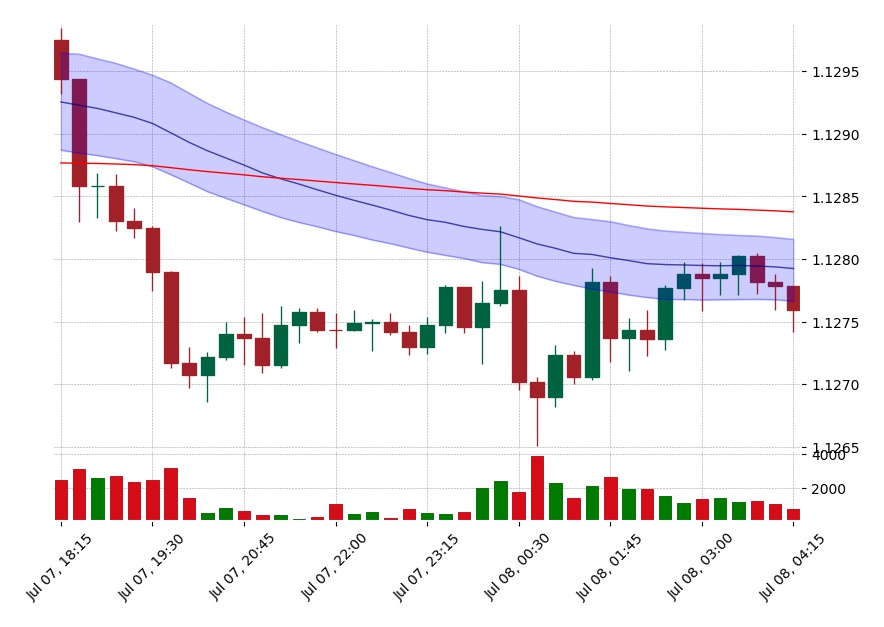 1.1295
1.1290
1.1285
1.1280
1.1275
1.1270
1.1265
4000
2000
Jul 07, 18:15
Jul 07, 19:30
Jul 07, 20:45
Jul 07, 22:00
Jul 07, 23:15
Jul 08, 00:30
Jul 08, 01:45
Jul 08, 03:00
Jul 08, 04:15